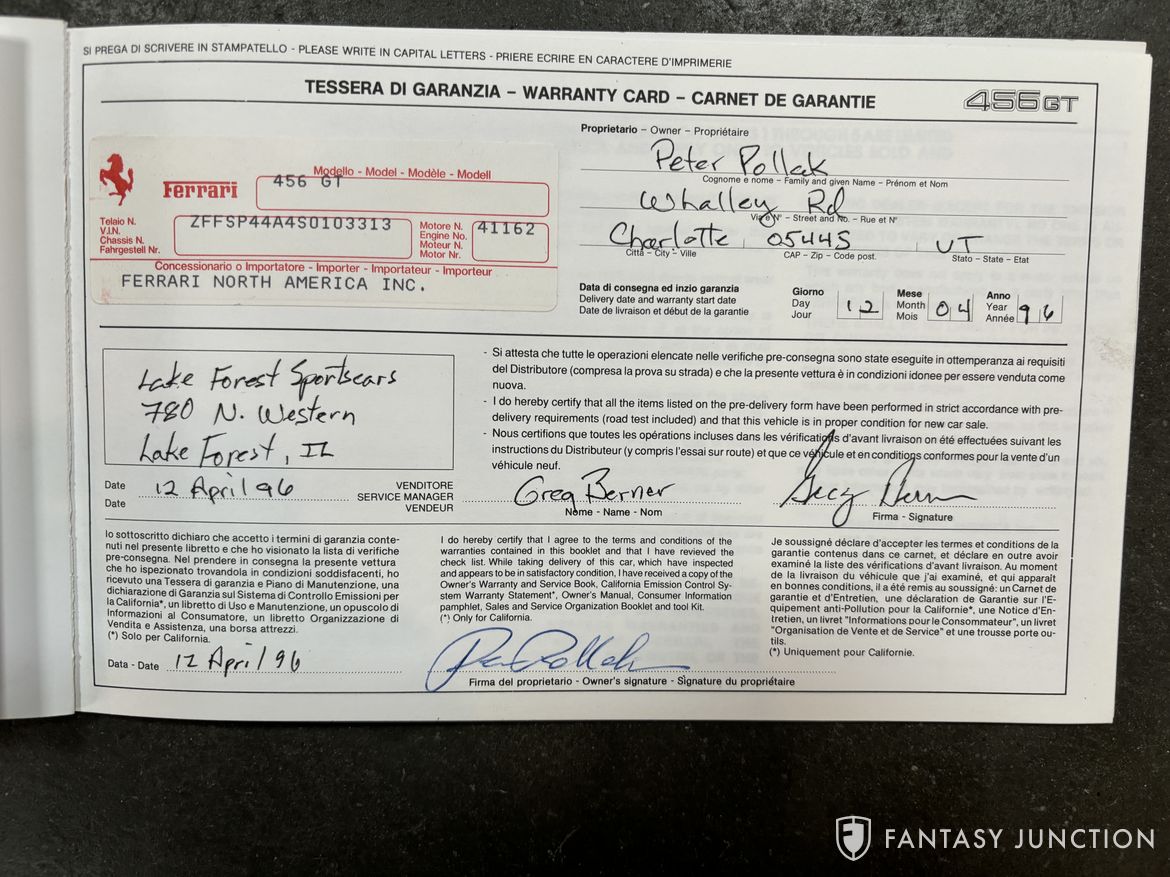 SI PREGA DI SCRIVERE IN STAMPATELLO - PLEASE WRITE IN CAPITAL LETTERS - PRIERE ECRIRE EN CARACTERE D'IMPRIMERIE
TESSERA DI GARANZIA – WARRANTY CARD – CARNET DE GARANTIE
456 GT
Ferrari
Modello - Model - Modèle - Modell
456 GT
Telaio N.
V.I.N.
Chassis N.
Fahrgestell Nr.
ZFFSP44A4S0103313
Motore N.
Engine No.
Moteur N.
Motor Nr.
41162
Concessionario o Importatore - Importer - Importateur - Importeur
FERRARI NORTH AMERICA INC.
Proprietario - Owner - Propriétaire
Peter Pollak
Cognome e nome - Family and given Name - Prénom et Nom
Whalley Rd
Via e N° - Street and No. - Rue et N°
Charlotte, 05445 VT
Città - City - Ville
CAP - Zip - Code post.
Stato - State - Etat
Data di consegna ed inzio garanzia
Delivery date and warranty start date
Date de livraison et début de la garantie
Giorno
Day
Jour
12
Mese
Month
Mois
04
Anno
Year
Année
96
Lake Forest Sportscars
780 N. Western
Lake Forest, IL
- Si attesta che tutte le operazioni elencate nelle verifiche pre-consegna sono state eseguite in ottemperanza ai requisiti
del Distributore (compresa la prova su strada) e che la presente vettura è in condizioni idonee per essere venduta come
nuova.
- I do hereby certify that all the items listed on the pre-delivery form have been performed in strict accordance with pre-
delivery requirements (road test included) and that this vehicle is in proper condition for new car sale.
- Nous certifions que toutes les opérations incluses dans les vérifications d'avant livraison on été effectuées suivant les
instructions du Distributeur (y compris l'essai sur route) et que ce véhicule et en conditions conformes pour la vente d'un
véhicule neuf.
Date
Date
12 April 96
VENDITORE
SERVICE MANAGER
VENDEUR
Greg Berner
Nome - Name - Nom
Firma - Signature
Io sottoscritto dichiaro che accetto i termini di garanzia conte-
nuti nel presente libretto e che ho visionato la lista di verifiche
pre-consegna. Nel prendere in consegna la presente vettura
che ho ispezionato trovandola in condizioni soddisfacenti, ho
ricevuto una Tessera di garanzia e Piano di Manutenzione, una
dichiarazione di Garanzia sul Sistema di Controllo Emissioni per
la California*, un libretto di Uso e Manutenzione, un opuscolo di
Informazioni al Consumatore, un libretto Organizzazione di
Vendita e Assistenza, una borsa attrezzi.
(*) Solo per California.
Data - Date 12 April 96
I do hereby certify that I agree to the terms and conditions of the
warranties contained in this booklet and that I have revieved the
check list. While taking delivery of this car, which have inspected
and appears to be in satisfactory condition, I have received a copy of the
Owner's Warranty and Service Book, California Emission Control Sy-
stem Warranty Statement*, Owner's Manual, Consumer Information
pamphlet, Sales and Service Organization Booklet and tool Kit.
(*) Only for California.
Firma del proprietario - Owner's signature - Signature du propriétaire
Je soussigné déclare d'accepter les termes et conditions de la
garantie contenus dans ce carnet, et déclare en outre avoir
examiné la liste des vérifications d'avant livraison. Au moment
de la livraison du véhicule que j'ai examiné, et qui apparaît
en bonnes conditions, il a été remis au soussigné: un Carnet de
garantie et d'Entretien, une déclaration de Garantie sur l'E-
quipement anti-Pollution pour la Californie*, une Notice d'En-
tretien, un livret "Informations pour le Consommateur", un livret
"Organisation de Vente et de Service" et une trousse porte ou-
tils.
(*) Uniquement pour Californie.
FANTASY JUNCTION